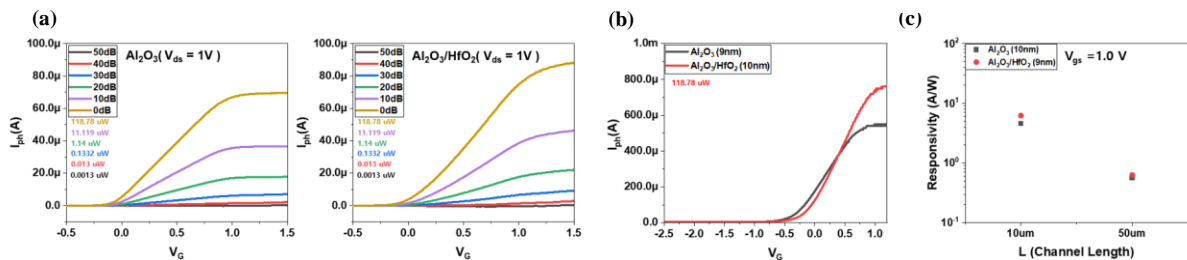 (a)
100.0µ
80.0µ
60.0µ
40.0µ
20.0µ
0.0
Iph(A)
Al₂O₃( Vds = 1V )
50dB
40dB
30dB
20dB
10dB
0dB
118.78 uW
11.119 uW
1.14 uW
0.1332 uW
0.013 uW
0.0013 uW
-0.5 0.0 0.5 1.0 1.5
VG
100.0µ
80.0µ
60.0µ
40.0µ
20.0µ
0.0
Iph(A)
Al₂O₃/HfO₂( Vds = 1V )
50dB
40dB
30dB
20dB
10dB
0dB
118.78 uW
11.119 uW
1.14 uW
0.1332 uW
0.013 uW
0.0013 uW
-0.5 0.0 0.5 1.0 1.5
VG
(b)
1.0m
800.0µ
600.0µ
400.0µ
200.0µ
0.0
Iph(A)
Al₂O₃ (9nm)
Al₂O₃/HfO₂ (10nm)
118.78 uW
-2.5 -2.0 -1.5 -1.0 -0.5 0.0 0.5 1.0
VG
(c)
10²
10¹
10⁰
10⁻¹
Responsivity (A/W)
Al₂O₃ (10nm)
Al₂O₃/HfO₂ (9nm)
Vgs =1.0 V
10um 50um
L (Channel Length)